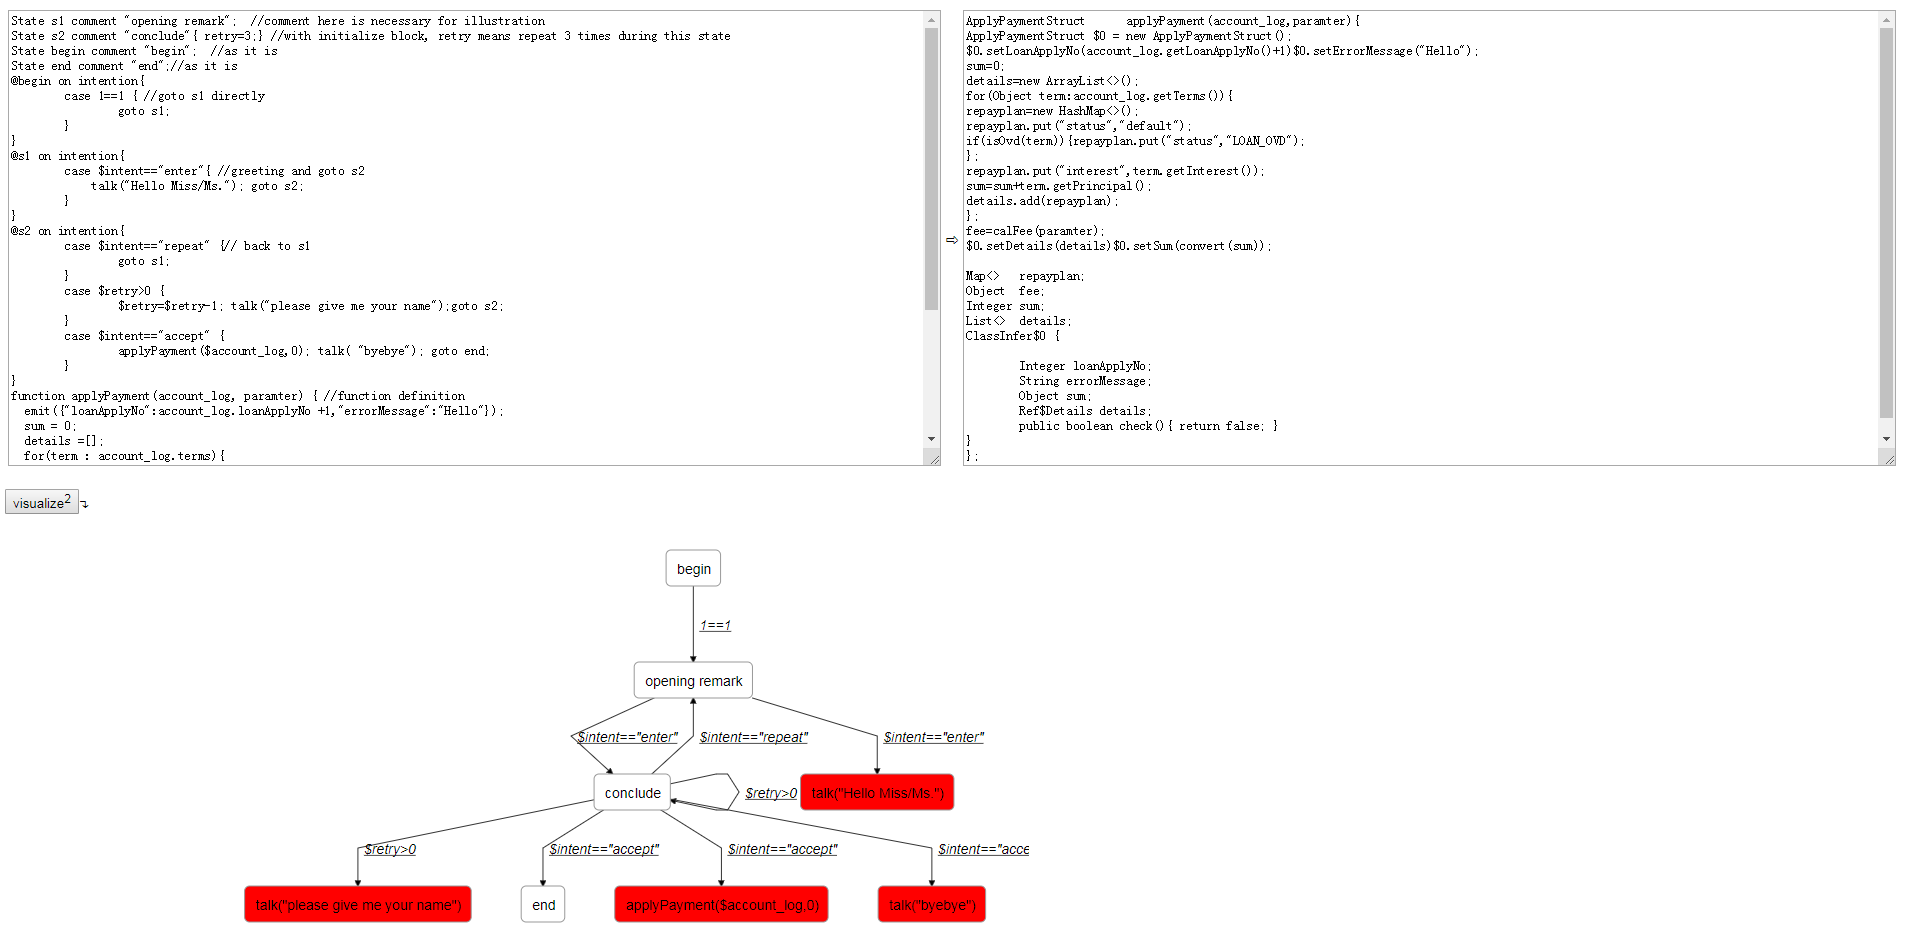 State s1 comment "opening remark";  //comment here is necessary for illustration
State s2 comment "conclude"{ retry=3;} //with initialize block, retry means repeat 3 times during this state
State begin comment "begin";  //as it is
State end comment "end";//as it is
@begin on intention{
case 1==1 { //goto s1 directly
goto s1;
}
}
@s1 on intention{
case $intent=="enter"{ //greeting and goto s2
talk("Hello Miss/Ms."); goto s2;
}
}
@s2 on intention{
case $intent=="repeat" {// back to s1
goto s1;
}
case $retry>0 {
$retry=$retry-1; talk("please give me your name");goto s2;
}
case $intent=="accept" {
applyPayment($account_log,0); talk( "byebye"); goto end;
}
}
function applyPayment(account_log, paramter) { //function definition
emit({"loanApplyNo":account_log.loanApplyNo +1,"errorMessage":"Hello"});
sum = 0;
details =[];
for(term : account_log.terms){
⇨
ApplyPaymentStruct      applyPayment(account_log,paramter){
ApplyPaymentStruct $0 = new ApplyPaymentStruct();
$0.setLoanApplyNo(account_log.getLoanApplyNo()+1)$0.setErrorMessage("Hello");
sum=0;
details=new ArrayList<>();
for(Object term:account_log.getTerms()){
repayplan=new HashMap<>();
repayplan.put("status","default");
if(isOvd(term)){repayplan.put("status","LOAN_OVD");
};
repayplan.put("interest",term.getInterest());
sum=sum+term.getPrincipal();
details.add(repayplan);
};
fee=calFee(paramter);
$0.setDetails(details)$0.setSum(convert(sum));
Map<>   repayplan;
Object  fee;
Integer sum;
List<>  details;
ClassInfer$0 {
Integer loanApplyNo;
String errorMessage;
Object sum;
Ref$Details details;
public boolean check(){ return false; }
}
};
visualize2 ↴
begin
1==1
opening remark
$intent=="enter" $intent=="repeat" $intent=="enter"
conclude $retry>0 talk("Hello Miss/Ms.")
$retry>0 $intent=="accept" $intent=="accept" $intent=="acce
talk("please give me your name") end applyPayment($account_log,0) talk("byebye")